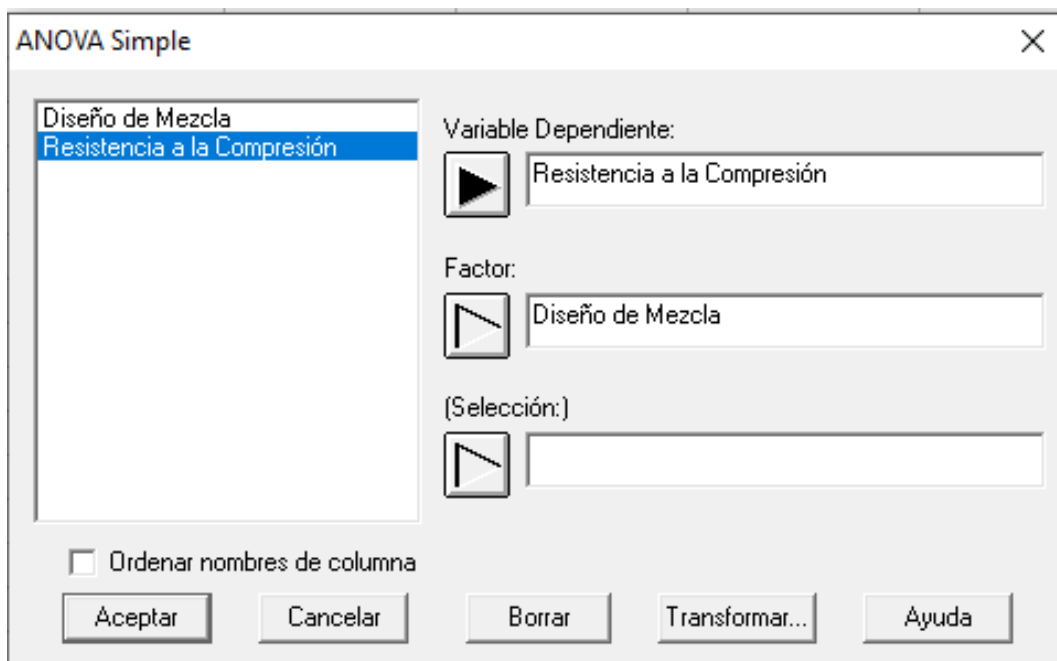 ANOVA Simple
Diseño de Mezcla
Resistencia a la Compresión
Variable Dependiente:
Resistencia a la Compresión
Factor:
Diseño de Mezcla
(Selección:)
Ordenar nombres de columna
Aceptar
Cancelar
Borrar
Transformar...
Ayuda